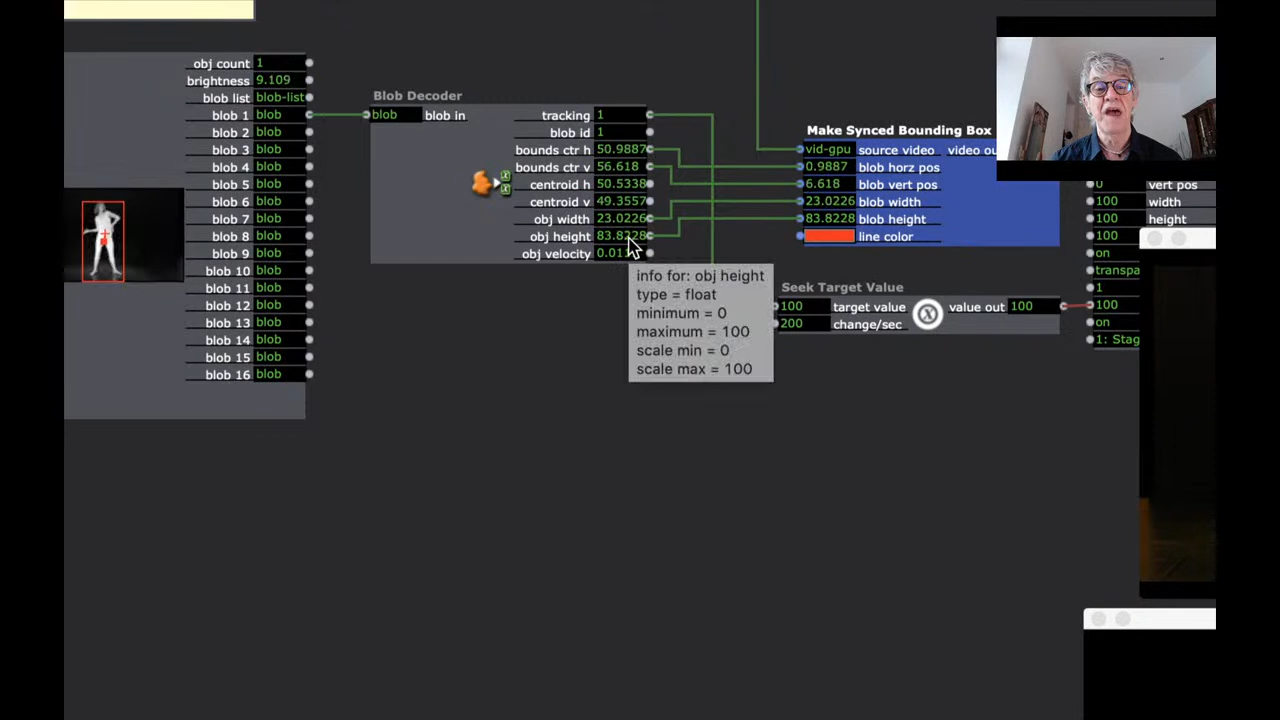 obj count 1
brightness 9.109
blob list blob-list
blob 1 blob
blob 2 blob
blob 3 blob
blob 4 blob
blob 5 blob
blob 6 blob
blob 7 blob
blob 8 blob
blob 9 blob
blob 10 blob
blob 11 blob
blob 12 blob
blob 13 blob
blob 14 blob
blob 15 blob
blob 16 blob
Blob Decoder
blob blob in
tracking 1
blob id 1
bounds ctr h 50.9887
bounds ctr v 56.618
centroid h 50.5338
centroid v 49.3557
obj width 23.0226
obj height 83.8228
obj velocity
info for: obj height
type = float
minimum = 0
maximum = 100
scale min = 0
scale max = 100
Make Synced Bounding Box
vid-gpu source video video ou
0.9887 blob horz pos
6.618 blob vert pos
23.0226 blob width
83.8228 blob height
line color
Seek Target Value
100 target value value out 100
200 change/sec
0 vert pos
100 width
100 height
100
on
transpa
1
100
on
1: Stag